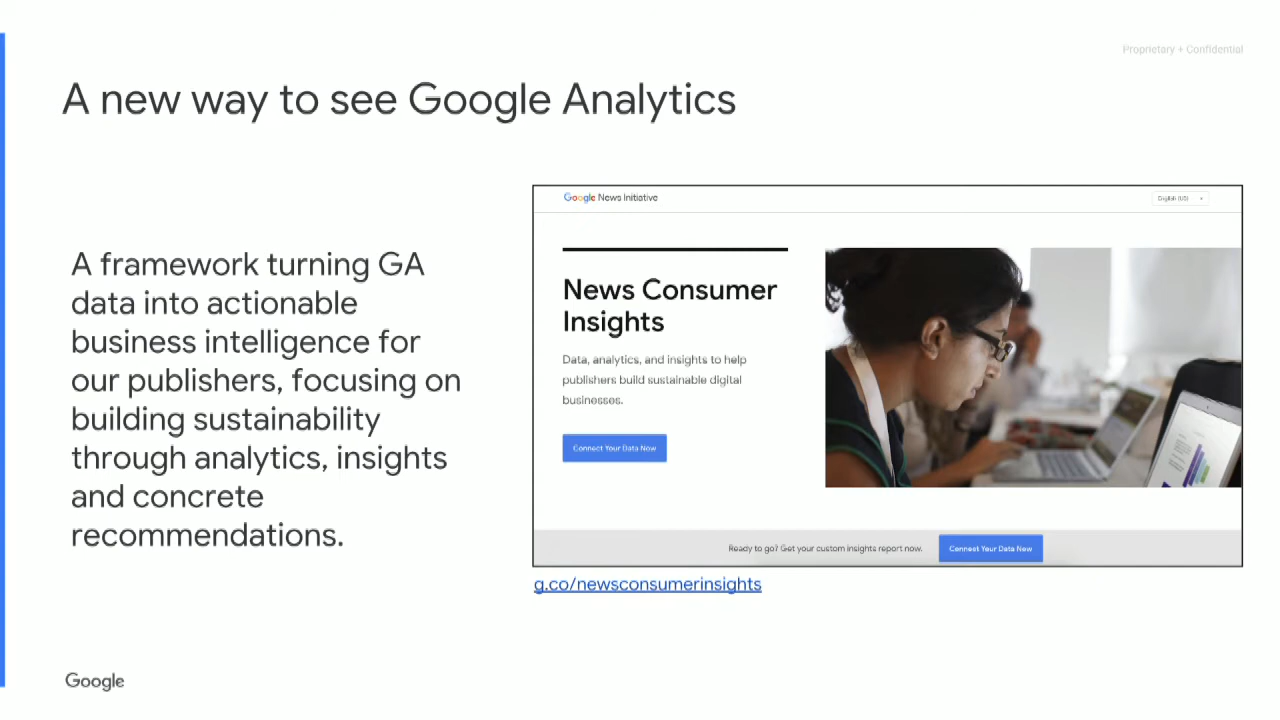 Proprietary + Confidential
A new way to see Google Analytics
A framework turning GA
data into actionable
business intelligence for
our publishers, focusing on
building sustainability
through analytics, insights
and concrete
recommendations.
Google News Initiative
English (US)
News Consumer
Insights
Data, analytics, and insights to help
publishers build sustainable digital
businesses.
Connect Your Data Now
Ready to go? Get your custom insights report now.
Connect Your Data Now
g.co/newsconsumerinsights
Google